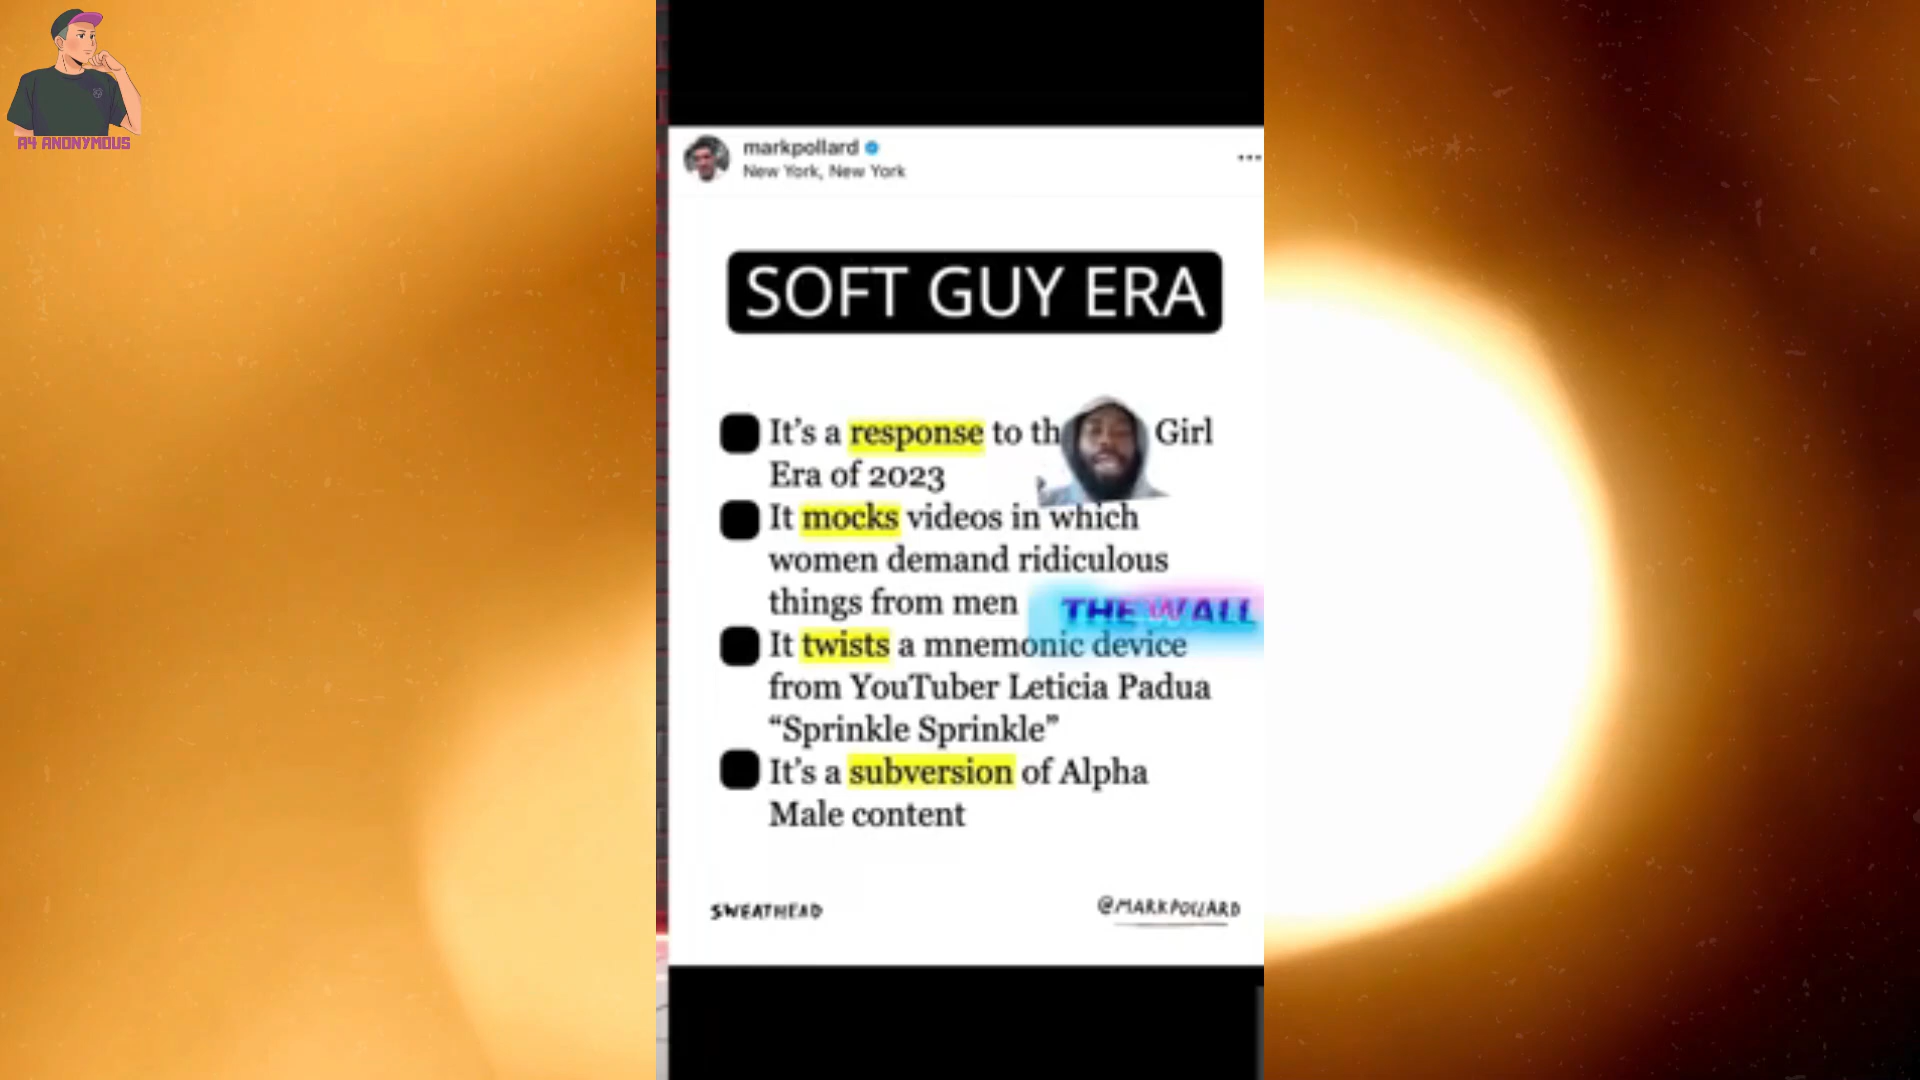 A4 ANONYMOUS
markpollard
New York, New York
SOFT GUY ERA
It's a response to th Girl
Era of 2023
It mocks videos in which
women demand ridiculous
things from men
THE WALL
It twists a mnemonic device
from YouTuber Leticia Padua
“Sprinkle Sprinkle”
It's a subversion of Alpha
Male content
SWEATHEAD
@MARKPOLLARD